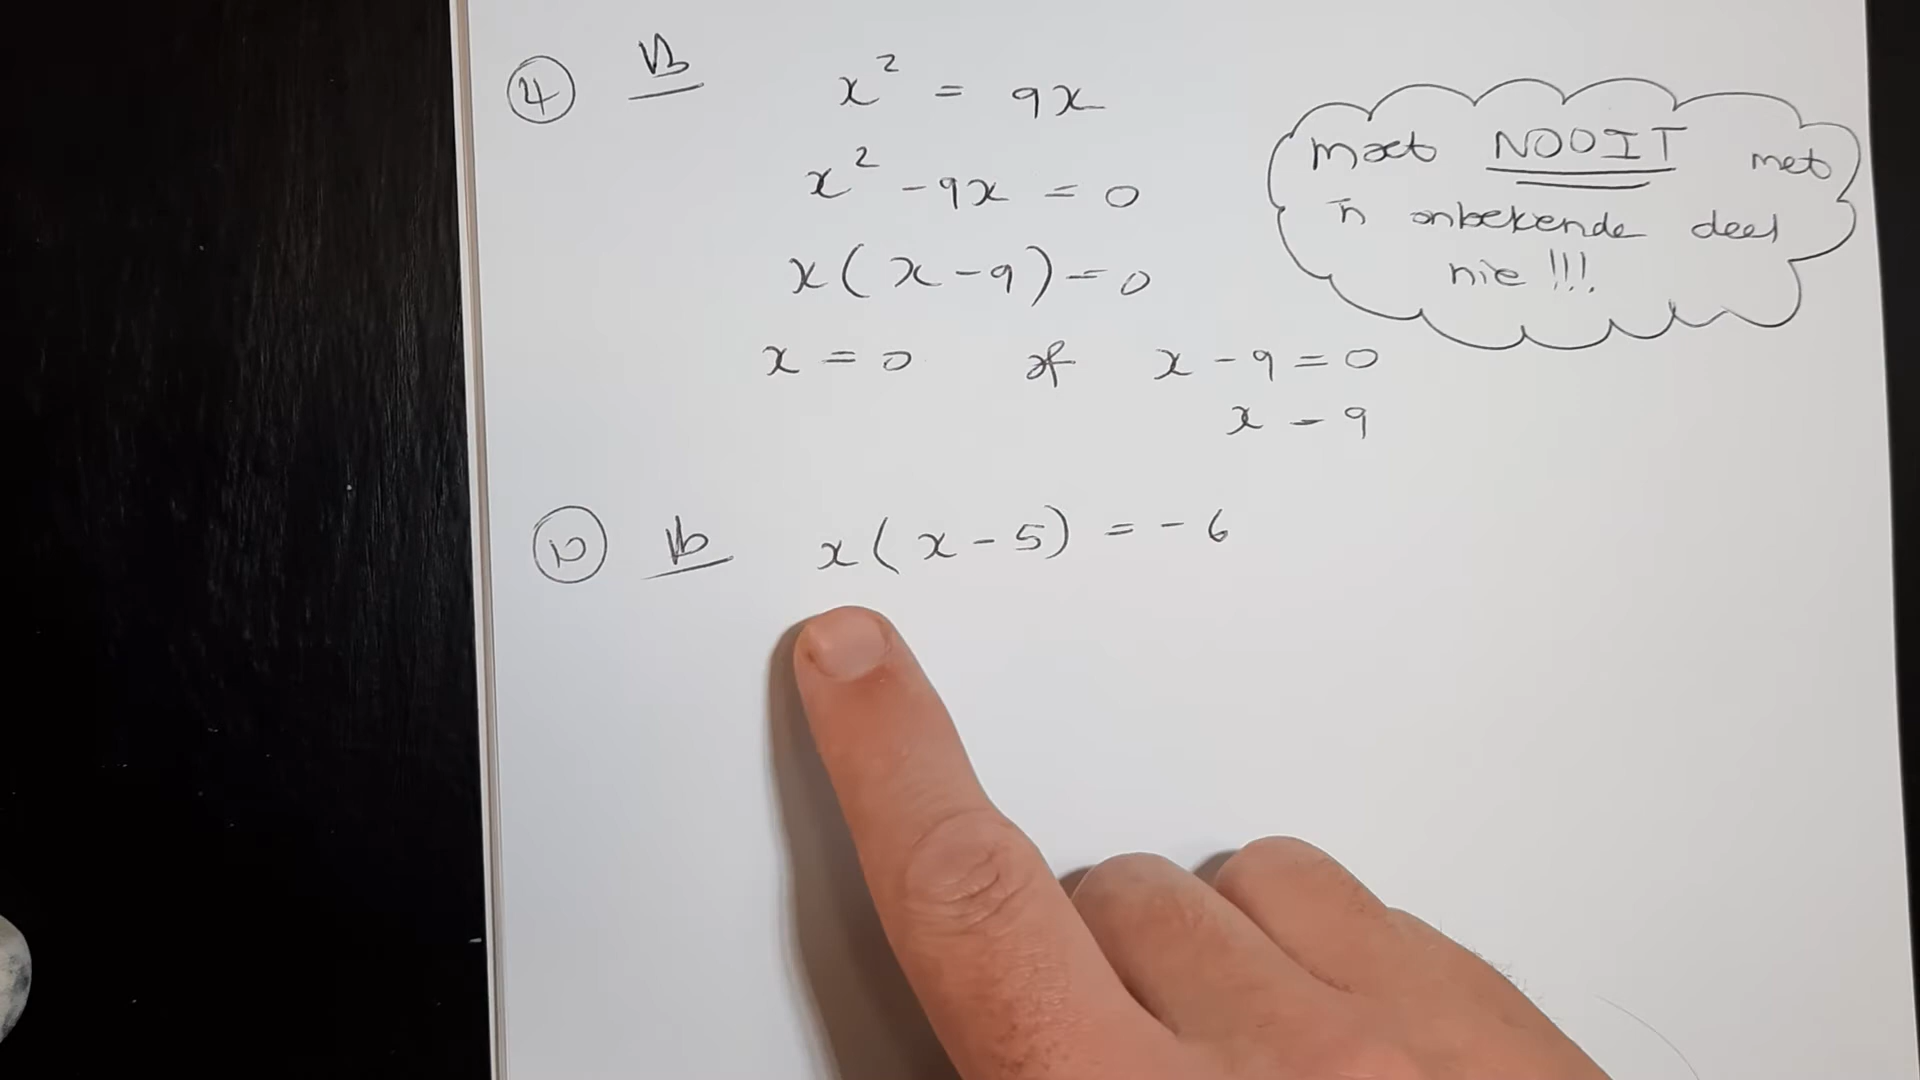 ④ Vb x² = 9x
x² - 9x = 0
x(x - 9) = 0
x = 0 of x - 9 = 0
x = 9
Moet NOOIT met
'n onbekende deel
nie !!!
⑩ Vb x(x - 5) = -6